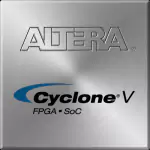 ALTERA
Cyclone® V
FPGA • SoC